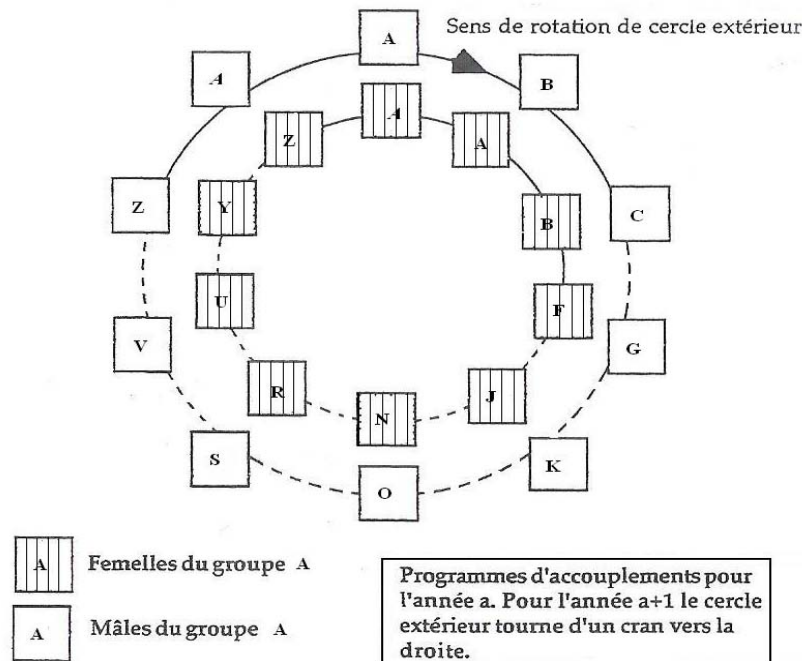 Sens de rotation de cercle extérieur
A
A
B
A
Z
A
Z
Y
B
C
U
F
V
G
R
J
N
S
K
O
A Femelles du groupe A
A Mâles du groupe A
Programmes d'accouplements pour
l'année a. Pour l'année a+1 le cercle
extérieur tourne d'un cran vers la
droite.